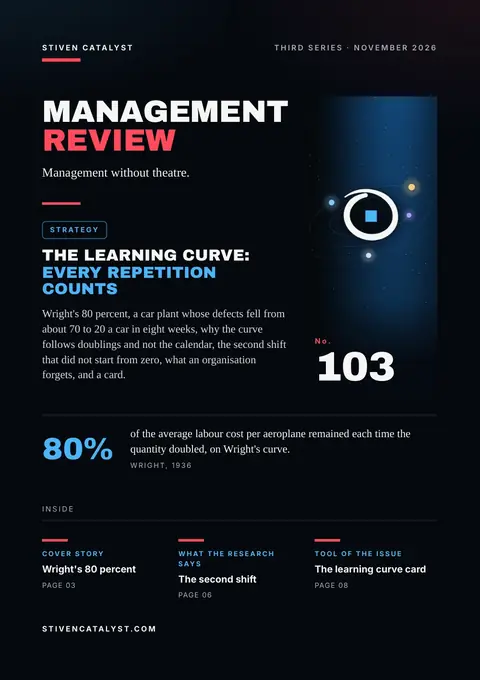 STIVEN CATALYST
THIRD SERIES · NOVEMBER 2026
MANAGEMENT
REVIEW
Management without theatre.
STRATEGY
THE LEARNING CURVE:
EVERY REPETITION
COUNTS
Wright's 80 percent, a car plant whose defects fell from
about 70 to 20 a car in eight weeks, why the curve
follows doublings and not the calendar, the second shift
that did not start from zero, what an organisation
forgets, and a card.
No.
103
80%
of the average labour cost per aeroplane remained each time the
quantity doubled, on Wright's curve.
WRIGHT, 1936
INSIDE
COVER STORY
Wright's 80 percent
PAGE 03
WHAT THE RESEARCH
SAYS
The second shift
PAGE 06
TOOL OF THE ISSUE
The learning curve card
PAGE 08
STIVENCATALYST.COM